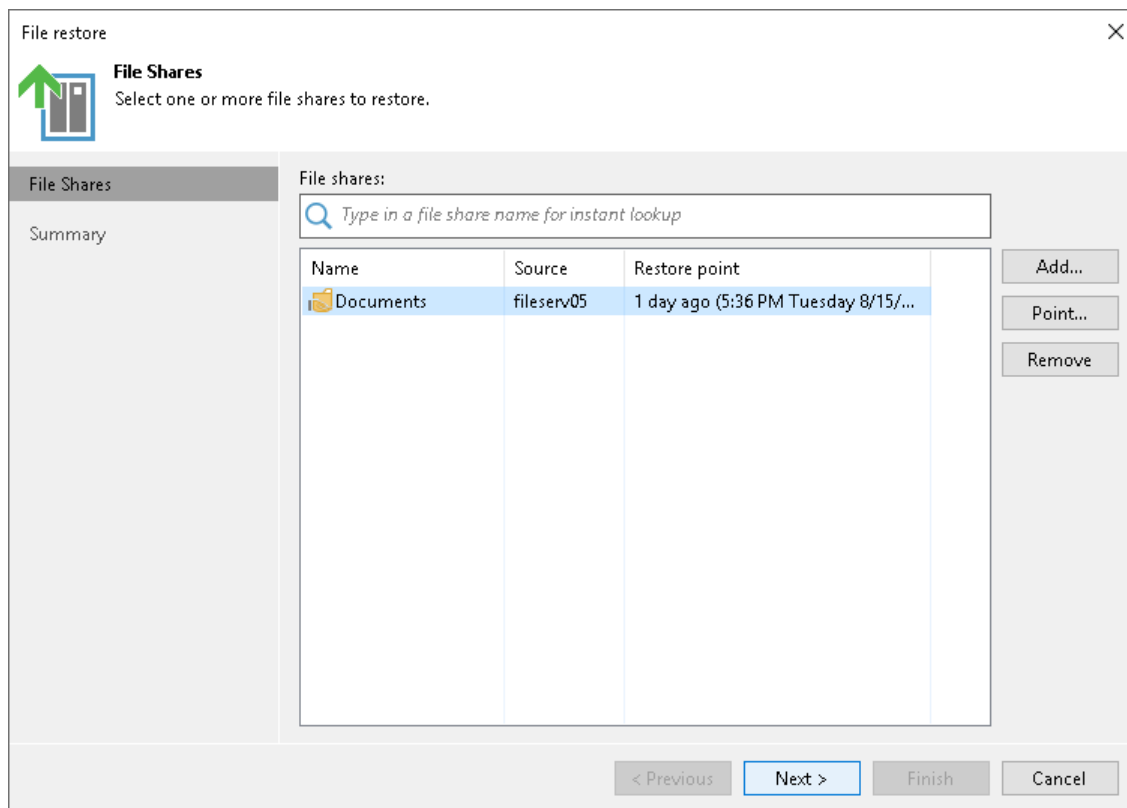 File restore
File Shares
Select one or more file shares to restore.
File Shares
Summary
File shares:
Type in a file share name for instant lookup
Name Source Restore point
Documents fileserv05 1 day ago (5:36 PM Tuesday 8/15/...
Add...
Point...
Remove
< Previous Next > Finish Cancel